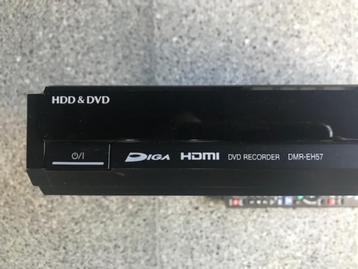 HDD & DVD
⏻/I
DIGA HDMI DVD RECORDER DMR-EH57